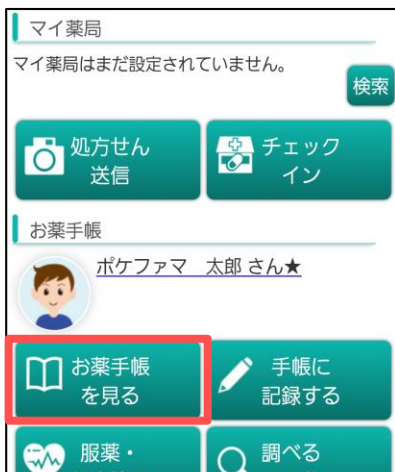 マイ薬局
マイ薬局はまだ設定されていません。
検索
処方せん
送信
チェック
イン
お薬手帳
ポケファマ 太郎 さん★
お薬手帳
を見る
手帳に
記録する
服薬・
調べる